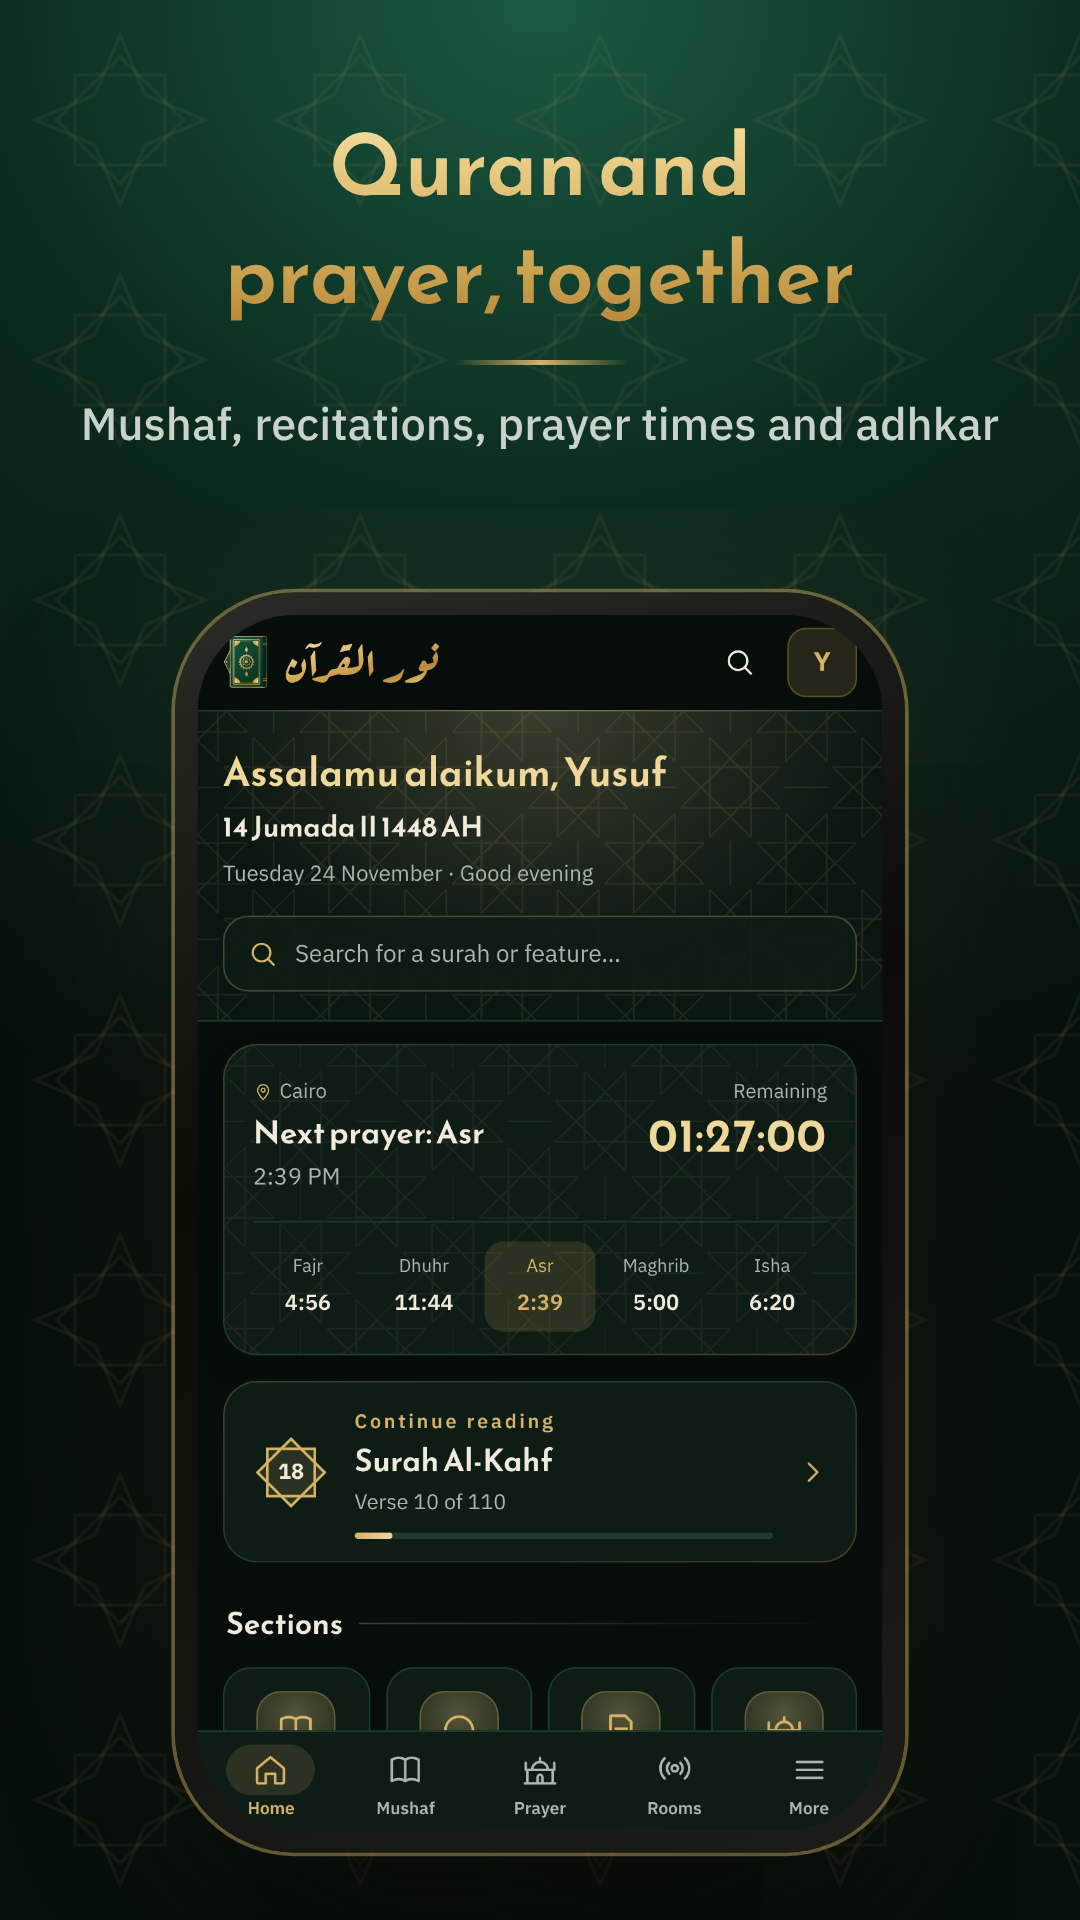 Quran and
prayer, together
Mushaf, recitations, prayer times and adhkar
نور القرآن
Y
Assalamu alaikum, Yusuf
14 Jumada II 1448 AH
Tuesday 24 November · Good evening
Search for a surah or feature...
Cairo
Remaining
Next prayer: Asr
01:27:00
2:39 PM
Fajr Dhuhr Asr Maghrib Isha
4:56 11:44 2:39 5:00 6:20
Continue reading
18
Surah Al-Kahf
Verse 10 of 110
Sections
Home Mushaf Prayer Rooms More